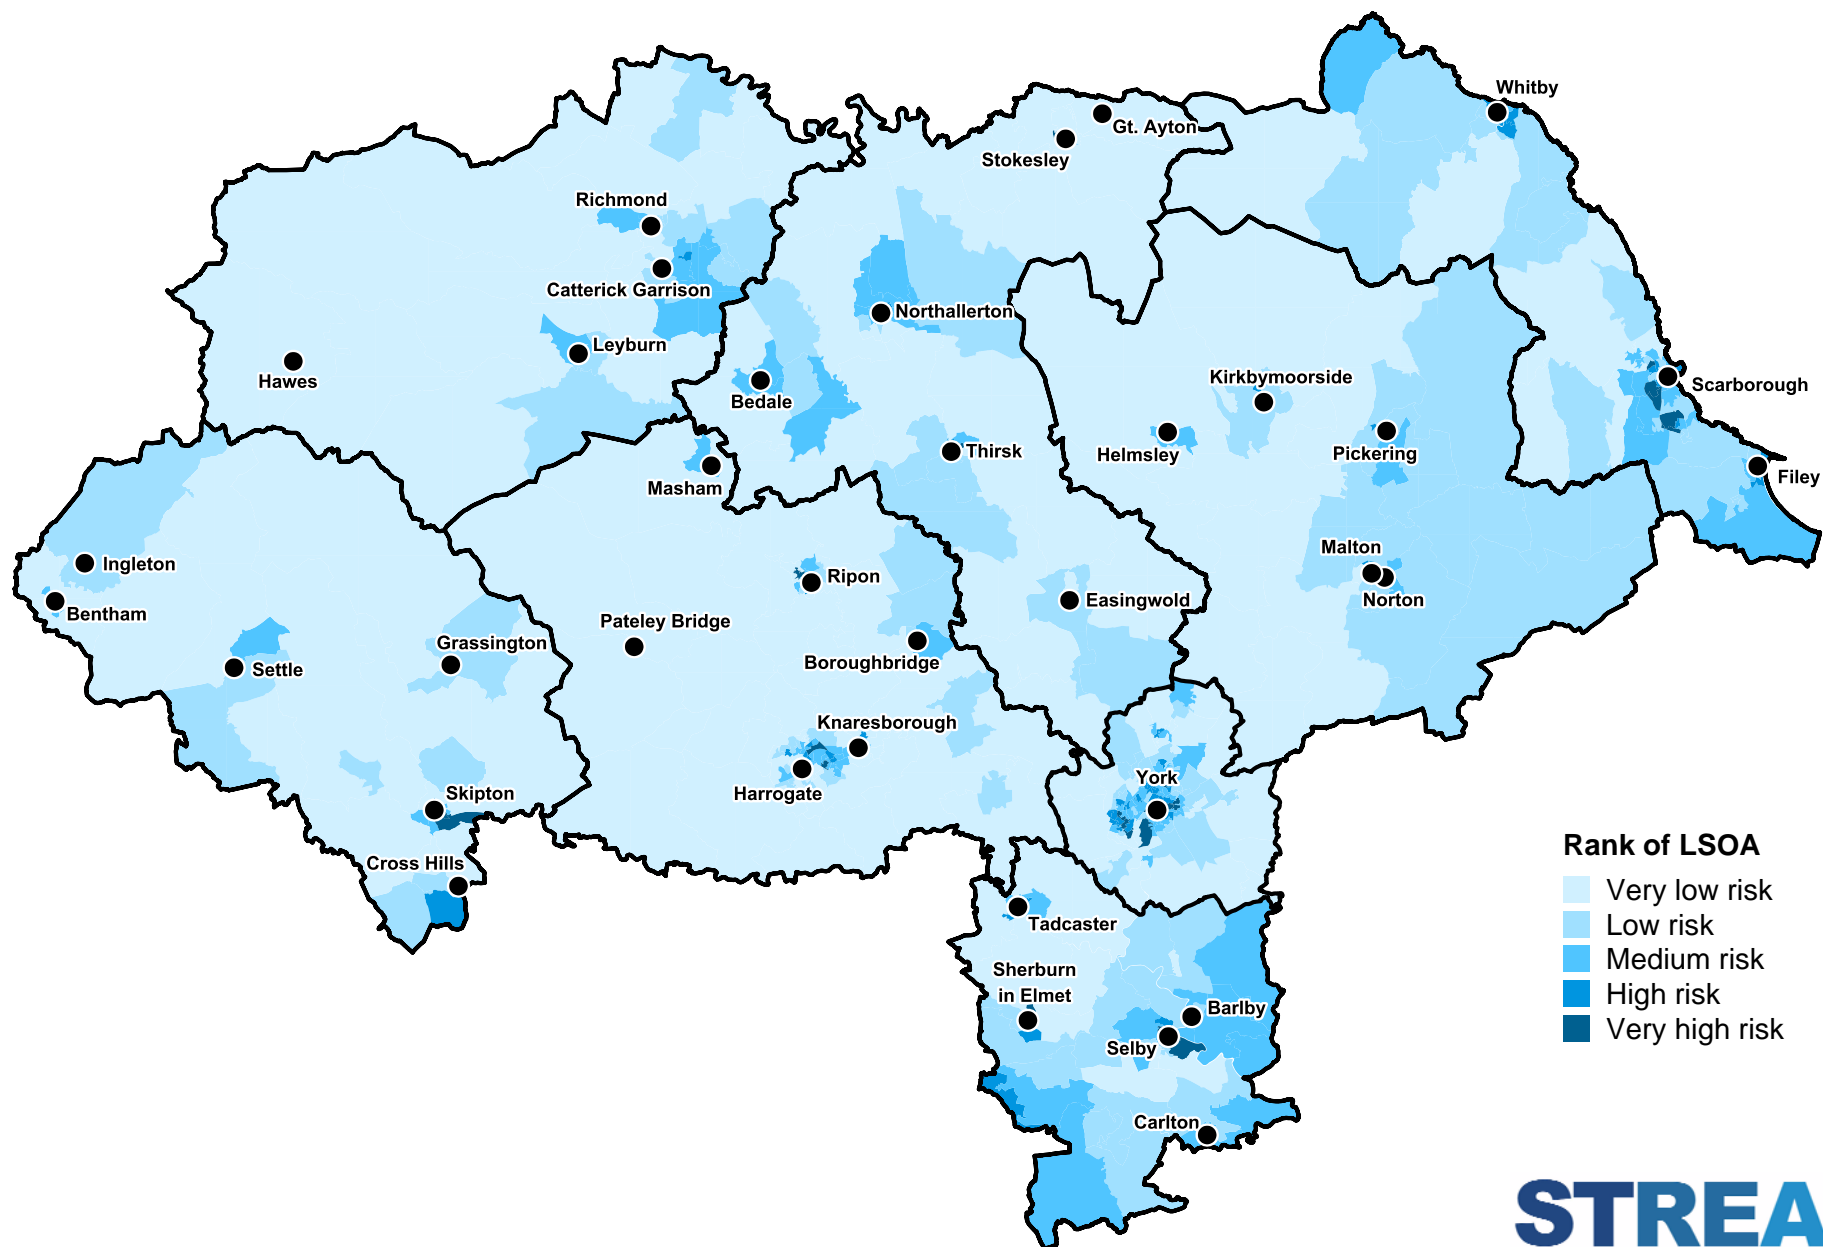 Whitby
Gt. Ayton
Stokesley
Richmond
Catterick Garrison
Northallerton
Leyburn
Hawes
Bedale
Kirkbymoorside
Scarborough
Helmsley
Pickering
Thirsk
Masham
Filey
Malton
Norton
Ingleton
Bentham
Ripon
Easingwold
Pateley Bridge
Grassington
Settle
Boroughbridge
Knaresborough
Harrogate
York
Skipton
Cross Hills
Tadcaster
Sherburn
in Elmet
Barlby
Selby
Carlton
Rank of LSOA
Very low risk
Low risk
Medium risk
High risk
Very high risk
STREA